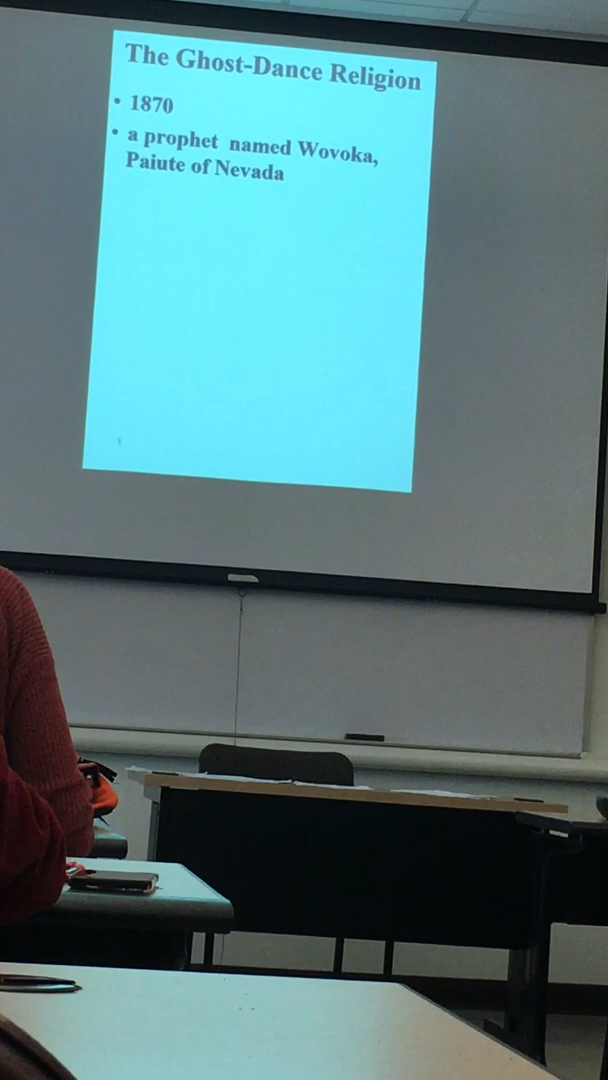 The Ghost-Dance Religion
• 1870
• a prophet named Wovoka,
Paiute of Nevada